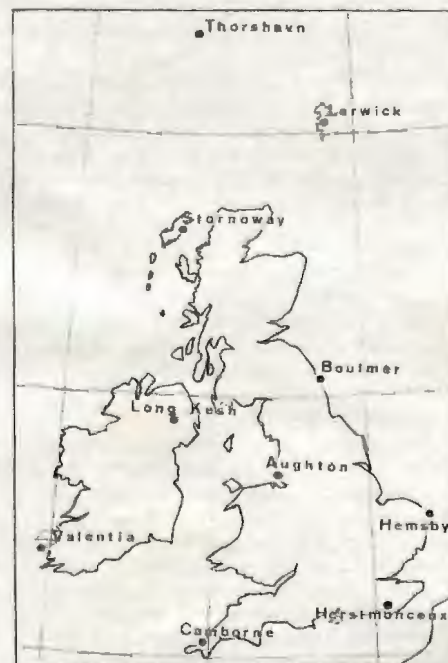 Thorshavn
Lerwick
Stornoway
Boulmer
Long Kesh
Aughton
Hemsby
Valentia
Herstmonceux
Camborne